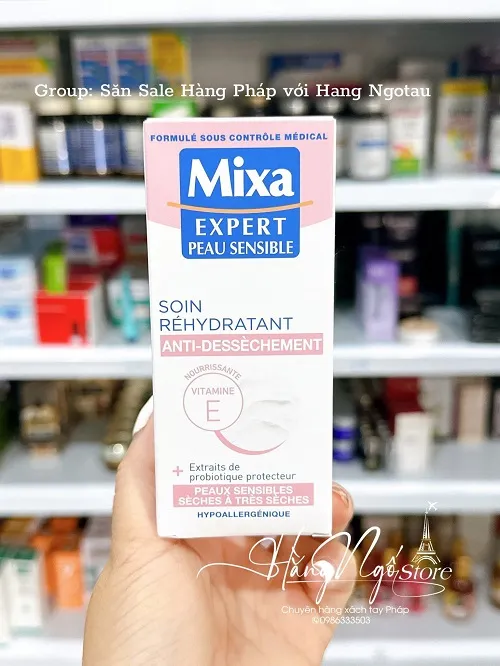 Group: Săn Sale Hàng Pháp với Hang Ngotau
FORMULÉ SOUS CONTRÔLE MÉDICAL
Mixa
EXPERT
PEAU SENSIBLE
SOIN
RÉHYDRATANT
ANTI-DESSÈCHEMENT
NOURRISSANTE
VITAMINE
E
+ Extraits de
probiotique protecteur
PEAUX SENSIBLES
SÈCHES À TRÈS SÈCHES
HYPOALLERGÉNIQUE
Hằng Ngố Store
Chuyên hàng xách tay Pháp
0986333503